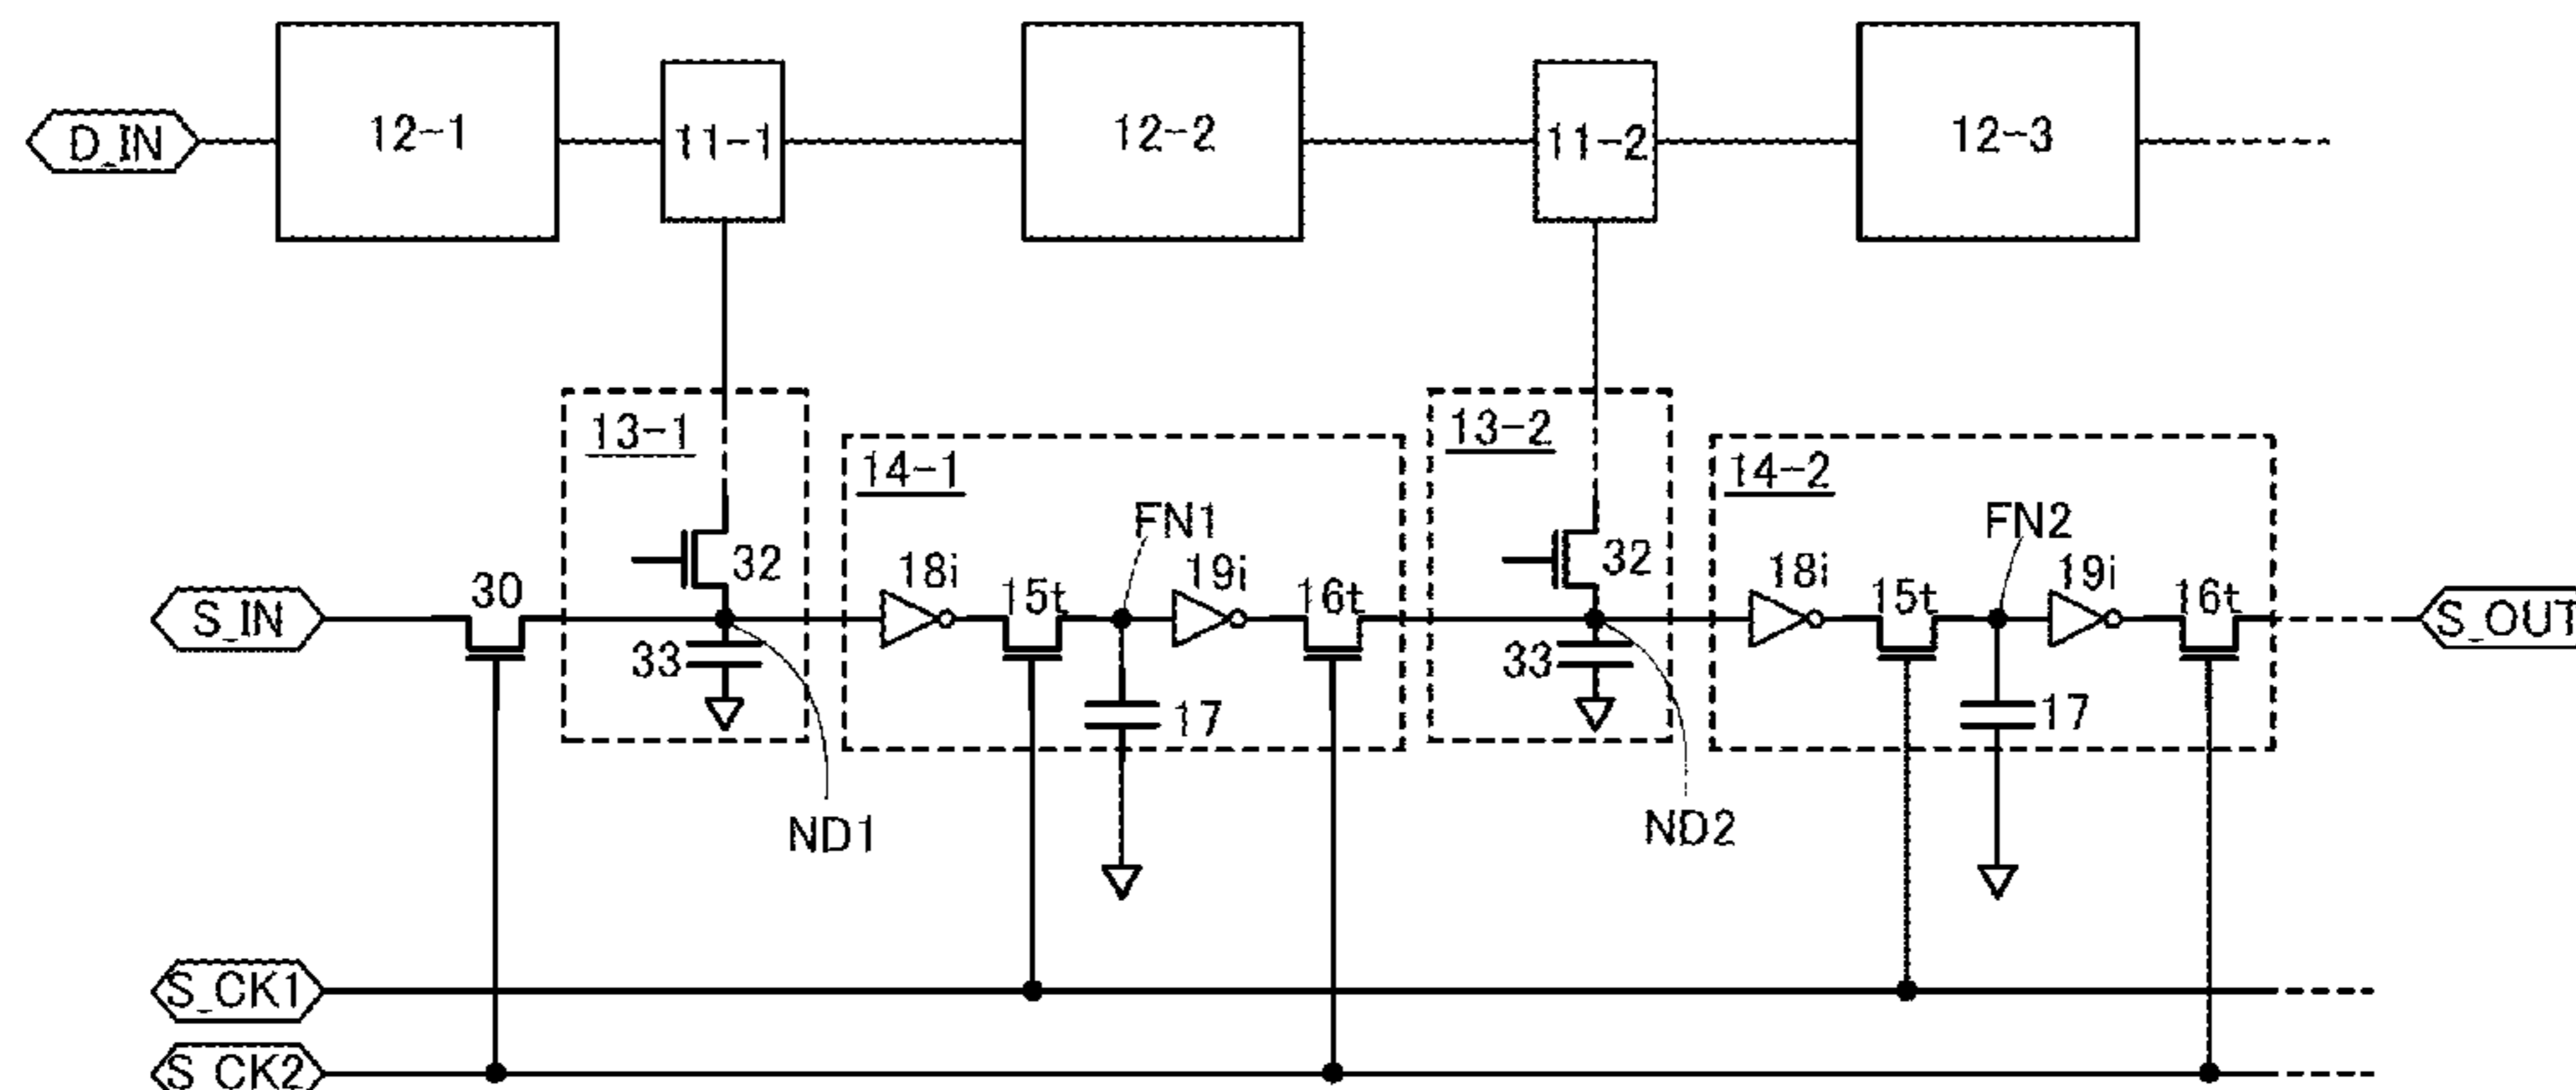 D_IN
12-1
11-1
12-2
11-2
12-3
13-1
14-1
13-2
14-2
FN1
FN2
S_IN
30
32
33
18i
15t
19i
16t
17
32
33
18i
15t
19i
16t
17
S_OUT
ND1
ND2
S_CK1
S_CK2